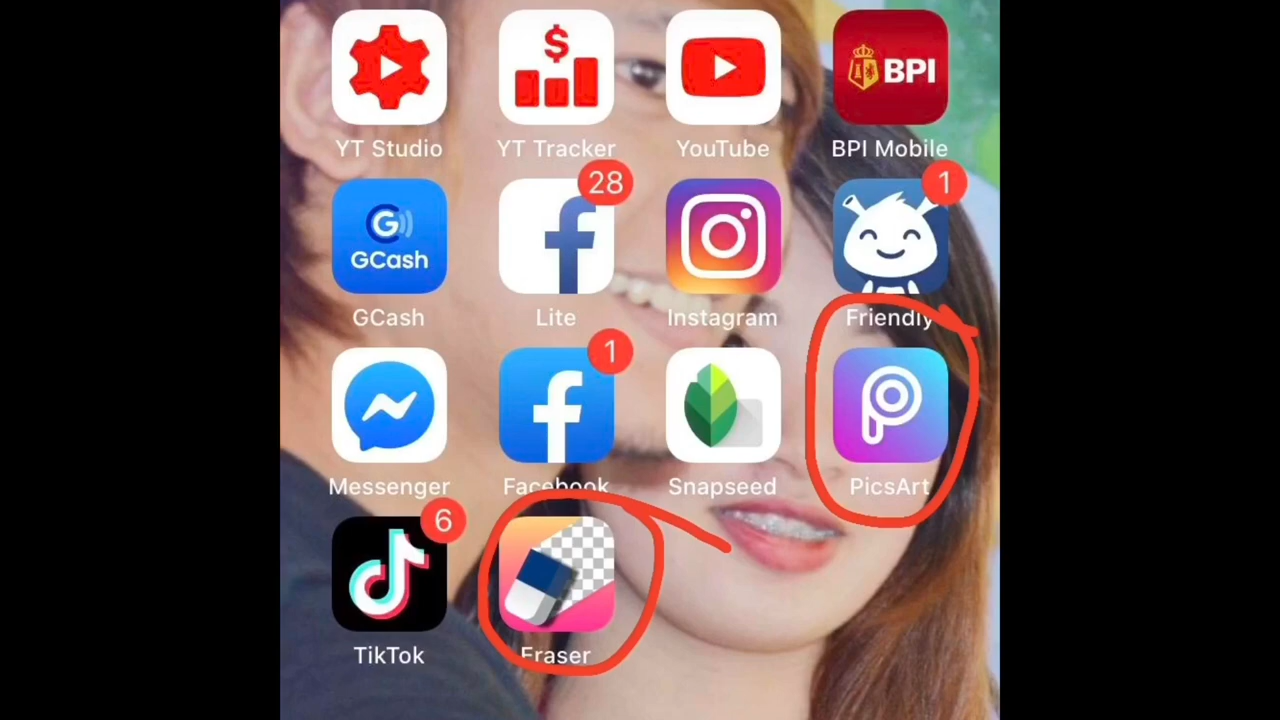 $
BPI
YT Studio YT Tracker YouTube BPI Mobile
28 1
G
GCash
f
GCash Lite Instagram Friendly
1
f
P
Messenger Facebook Snapseed PicsArt
6
TikTok Eraser